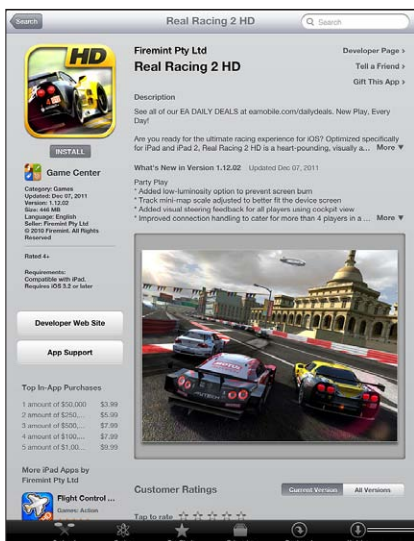 Search
Real Racing 2 HD
Search
HD
INSTALL
Game Center
Category: Games
Updated: Dec 07, 2011
Version: 1.12.02
Size: 446 MB
Language: English
Seller: Firemint Pty Ltd
© 2010 Firemint. All Rights
Reserved
Rated 4+
Requirements:
Compatible with iPad.
Requires iOS 3.2 or later
Developer Web Site
App Support
Top In-App Purchases
1 amount of $50,000 $3.99
2 amount of $250,... $5.99
3 amount of $500,... $7.99
4 amount of $100,... $7.99
5 amount of $1,00... $9.99
More iPad Apps by
Firemint Pty Ltd
Flight Control ...
Games: Action
Firemint Pty Ltd
Developer Page ›
Real Racing 2 HD
Tell a Friend ›
Gift This App ›
Description
See all of our EA DAILY DEALS at eamobile.com/dailydeals. New Play, Every
Day!
Are you ready for the ultimate racing experience for iOS? Optimized specifically
for iPad and iPad 2, Real Racing 2 HD is a heart-pounding, visually a... More ▼
What's New in Version 1.12.02 Updated Dec 07, 2011
Party Play
* Added low-luminosity option to prevent screen burn
* Track mini-map scale adjusted to better fit the device screen
* Added visual steering feedback for all players using cockpit view
* Improved connection handling to cater for more than 4 players in a ... More ▼
Customer Ratings
Current Version
All Versions
Tap to rate